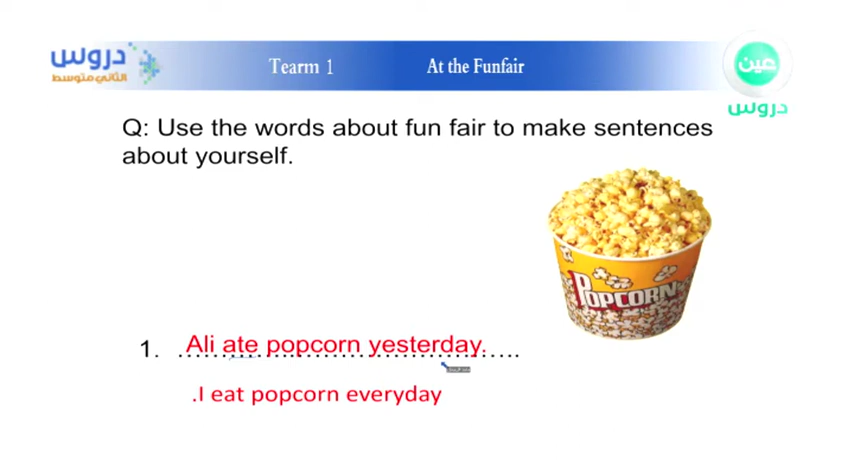 دروس
الثاني متوسط
Tearm 1
At the Funfair
عين
دروس
Q: Use the words about fun fair to make sentences
about yourself.
POPCORN
1. Ali ate popcorn yesterday.
.I eat popcorn everyday